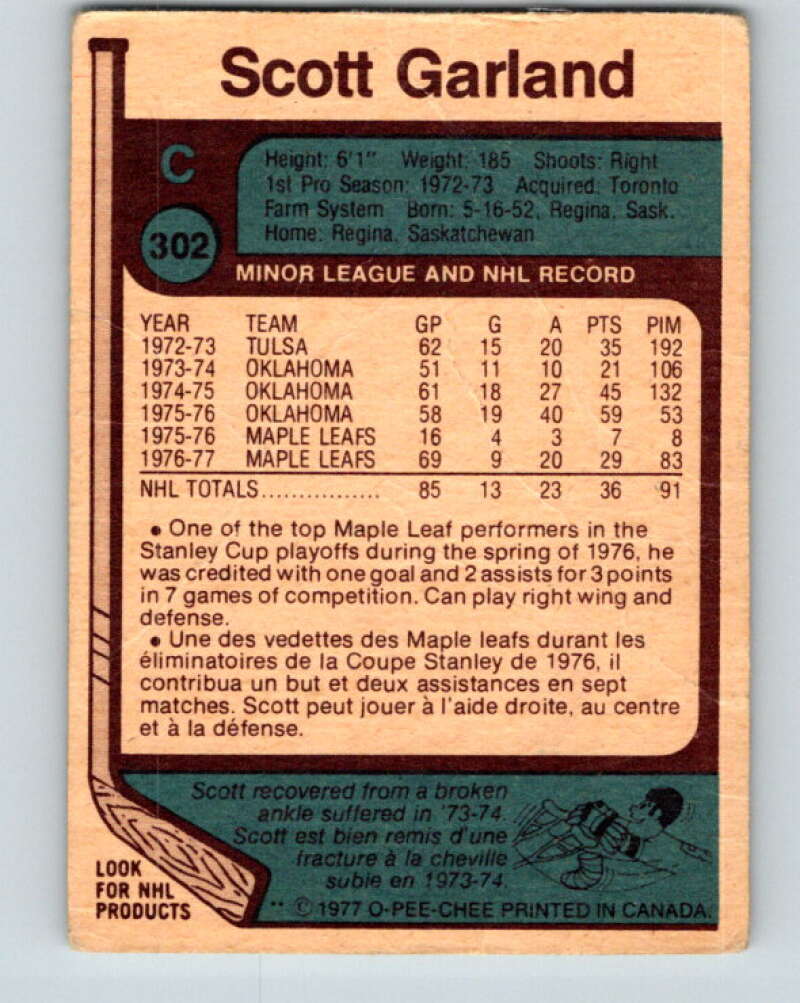 Scott Garland
C
302
Height: 6'1" Weight: 185 Shoots: Right
1st Pro Season: 1972-73 Acquired: Toronto
Farm System Born: 5-16-52, Regina, Sask.
Home: Regina, Saskatchewan
MINOR LEAGUE AND NHL RECORD
YEAR TEAM GP G A PTS PIM
1972-73 TULSA 62 15 20 35 192
1973-74 OKLAHOMA 51 11 10 21 106
1974-75 OKLAHOMA 61 18 27 45 132
1975-76 OKLAHOMA 58 19 40 59 53
1975-76 MAPLE LEAFS 16 4 3 7 8
1976-77 MAPLE LEAFS 69 9 20 29 83
NHL TOTALS................ 85 13 23 36 91
• One of the top Maple Leaf performers in the
Stanley Cup playoffs during the spring of 1976, he
was credited with one goal and 2 assists for 3 points
in 7 games of competition. Can play right wing and
defense.
• Une des vedettes des Maple leafs durant les
éliminatoires de la Coupe Stanley de 1976, il
contribua un but et deux assistances en sept
matches. Scott peut jouer à l'aide droite, au centre
et à la défense.
Scott recovered from a broken
ankle suffered in '73-74.
Scott est bien remis d'une
fracture à la cheville
subie en 1973-74.
LOOK
FOR NHL
PRODUCTS
** © 1977 O-PEE-CHEE PRINTED IN CANADA.